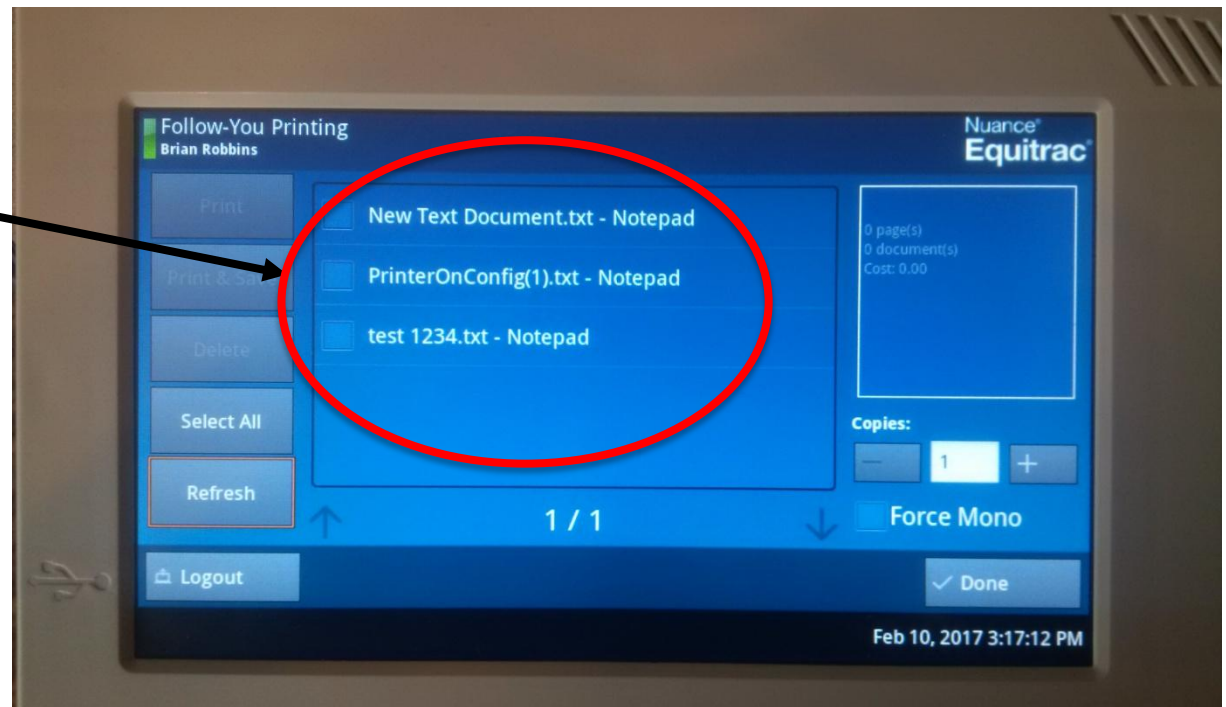 Follow-You Printing
Brian Robbins
Nuance®
Equitrac®
Print
Print & Save
Delete
Select All
Refresh
New Text Document.txt - Notepad
PrinterOnConfig(1).txt - Notepad
test 1234.txt - Notepad
1 / 1
0 page(s)
0 document(s)
Cost: 0.00
Copies:
1
Force Mono
Logout
Done
Feb 10, 2017 3:17:12 PM